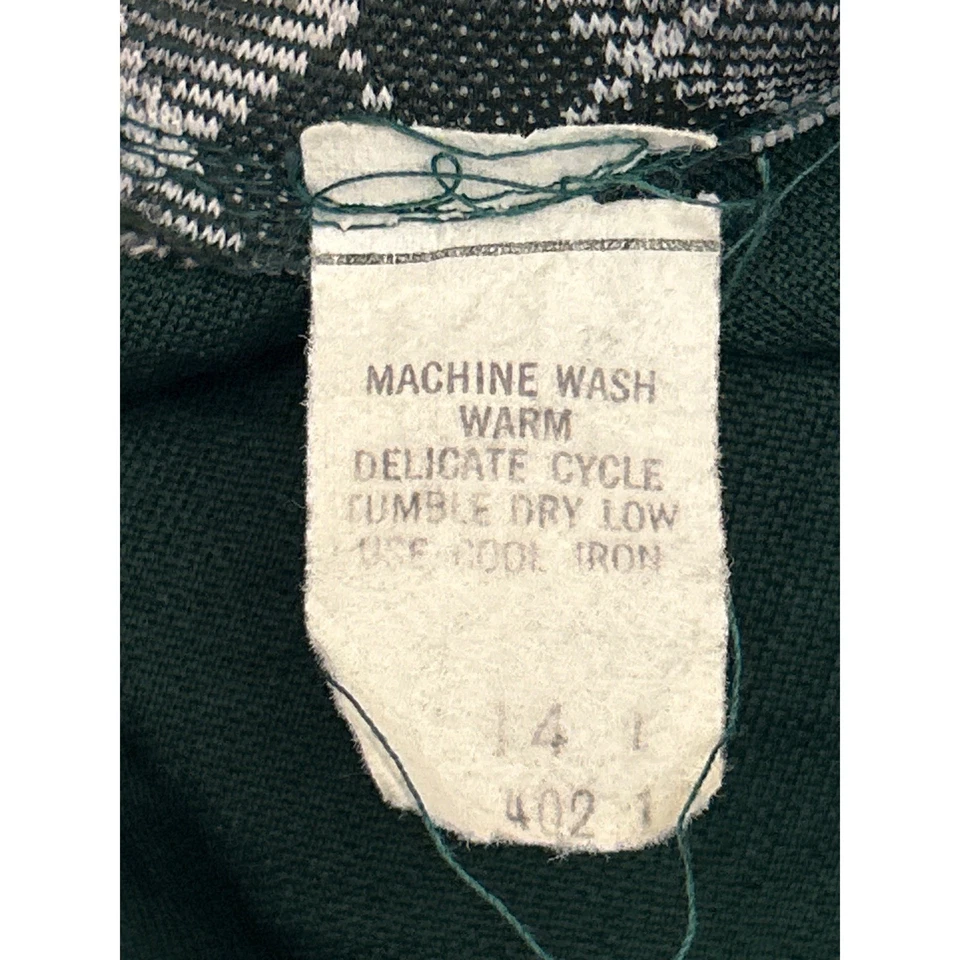 MACHINE WASH
WARM
DELICATE CYCLE
TUMBLE DRY LOW
USE COOL IRON
14 1
402 1